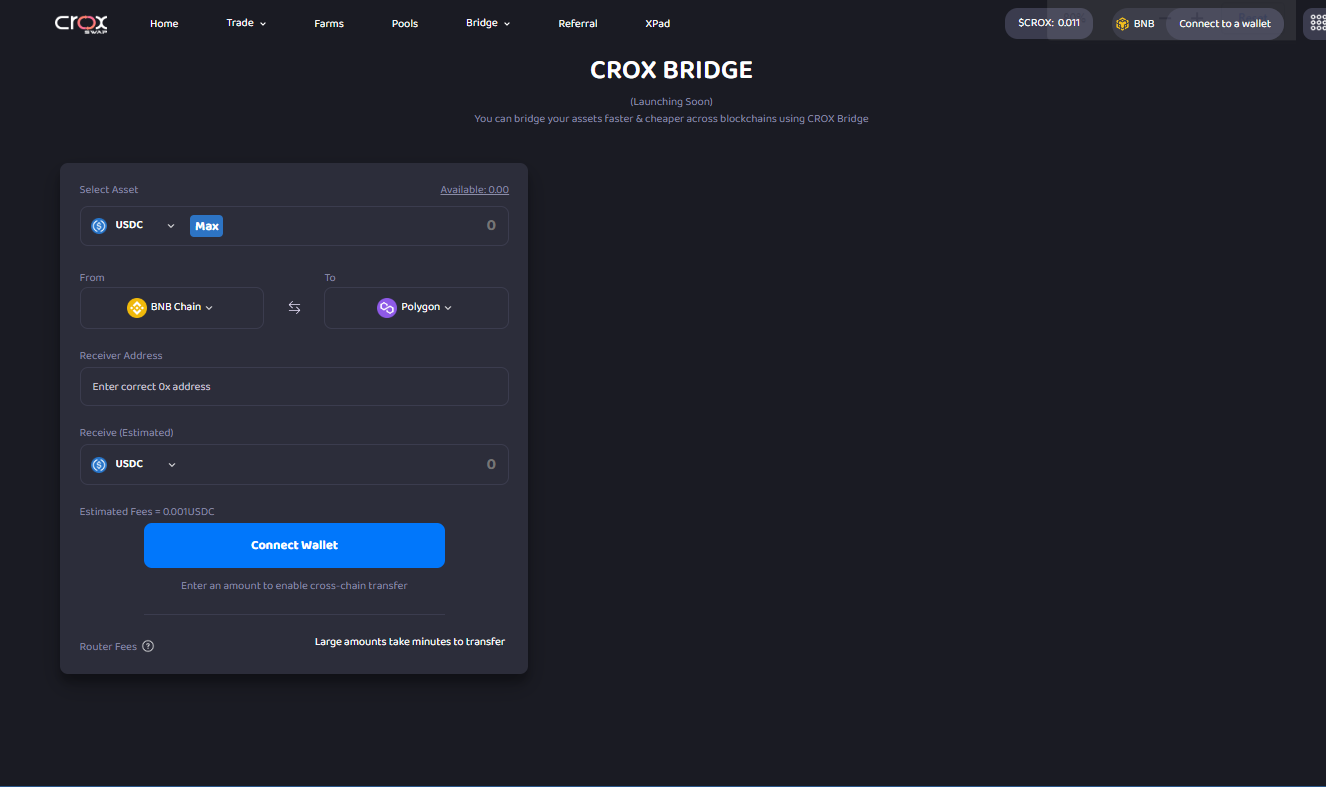 crox
SWAP
Home
Trade
Farms
Pools
Bridge
Referral
XPad
$CROX: 0.011
BNB
Connect to a wallet
CROX BRIDGE
(Launching Soon)
You can bridge your assets faster & cheaper across blockchains using CROX Bridge
Select Asset
Available: 0.00
USDC
Max
0
From
To
BNB Chain
Polygon
Receiver Address
Enter correct 0x address
Receive (Estimated)
USDC
0
Estimated Fees = 0.001USDC
Connect Wallet
Enter an amount to enable cross-chain transfer
Router Fees ?
Large amounts take minutes to transfer